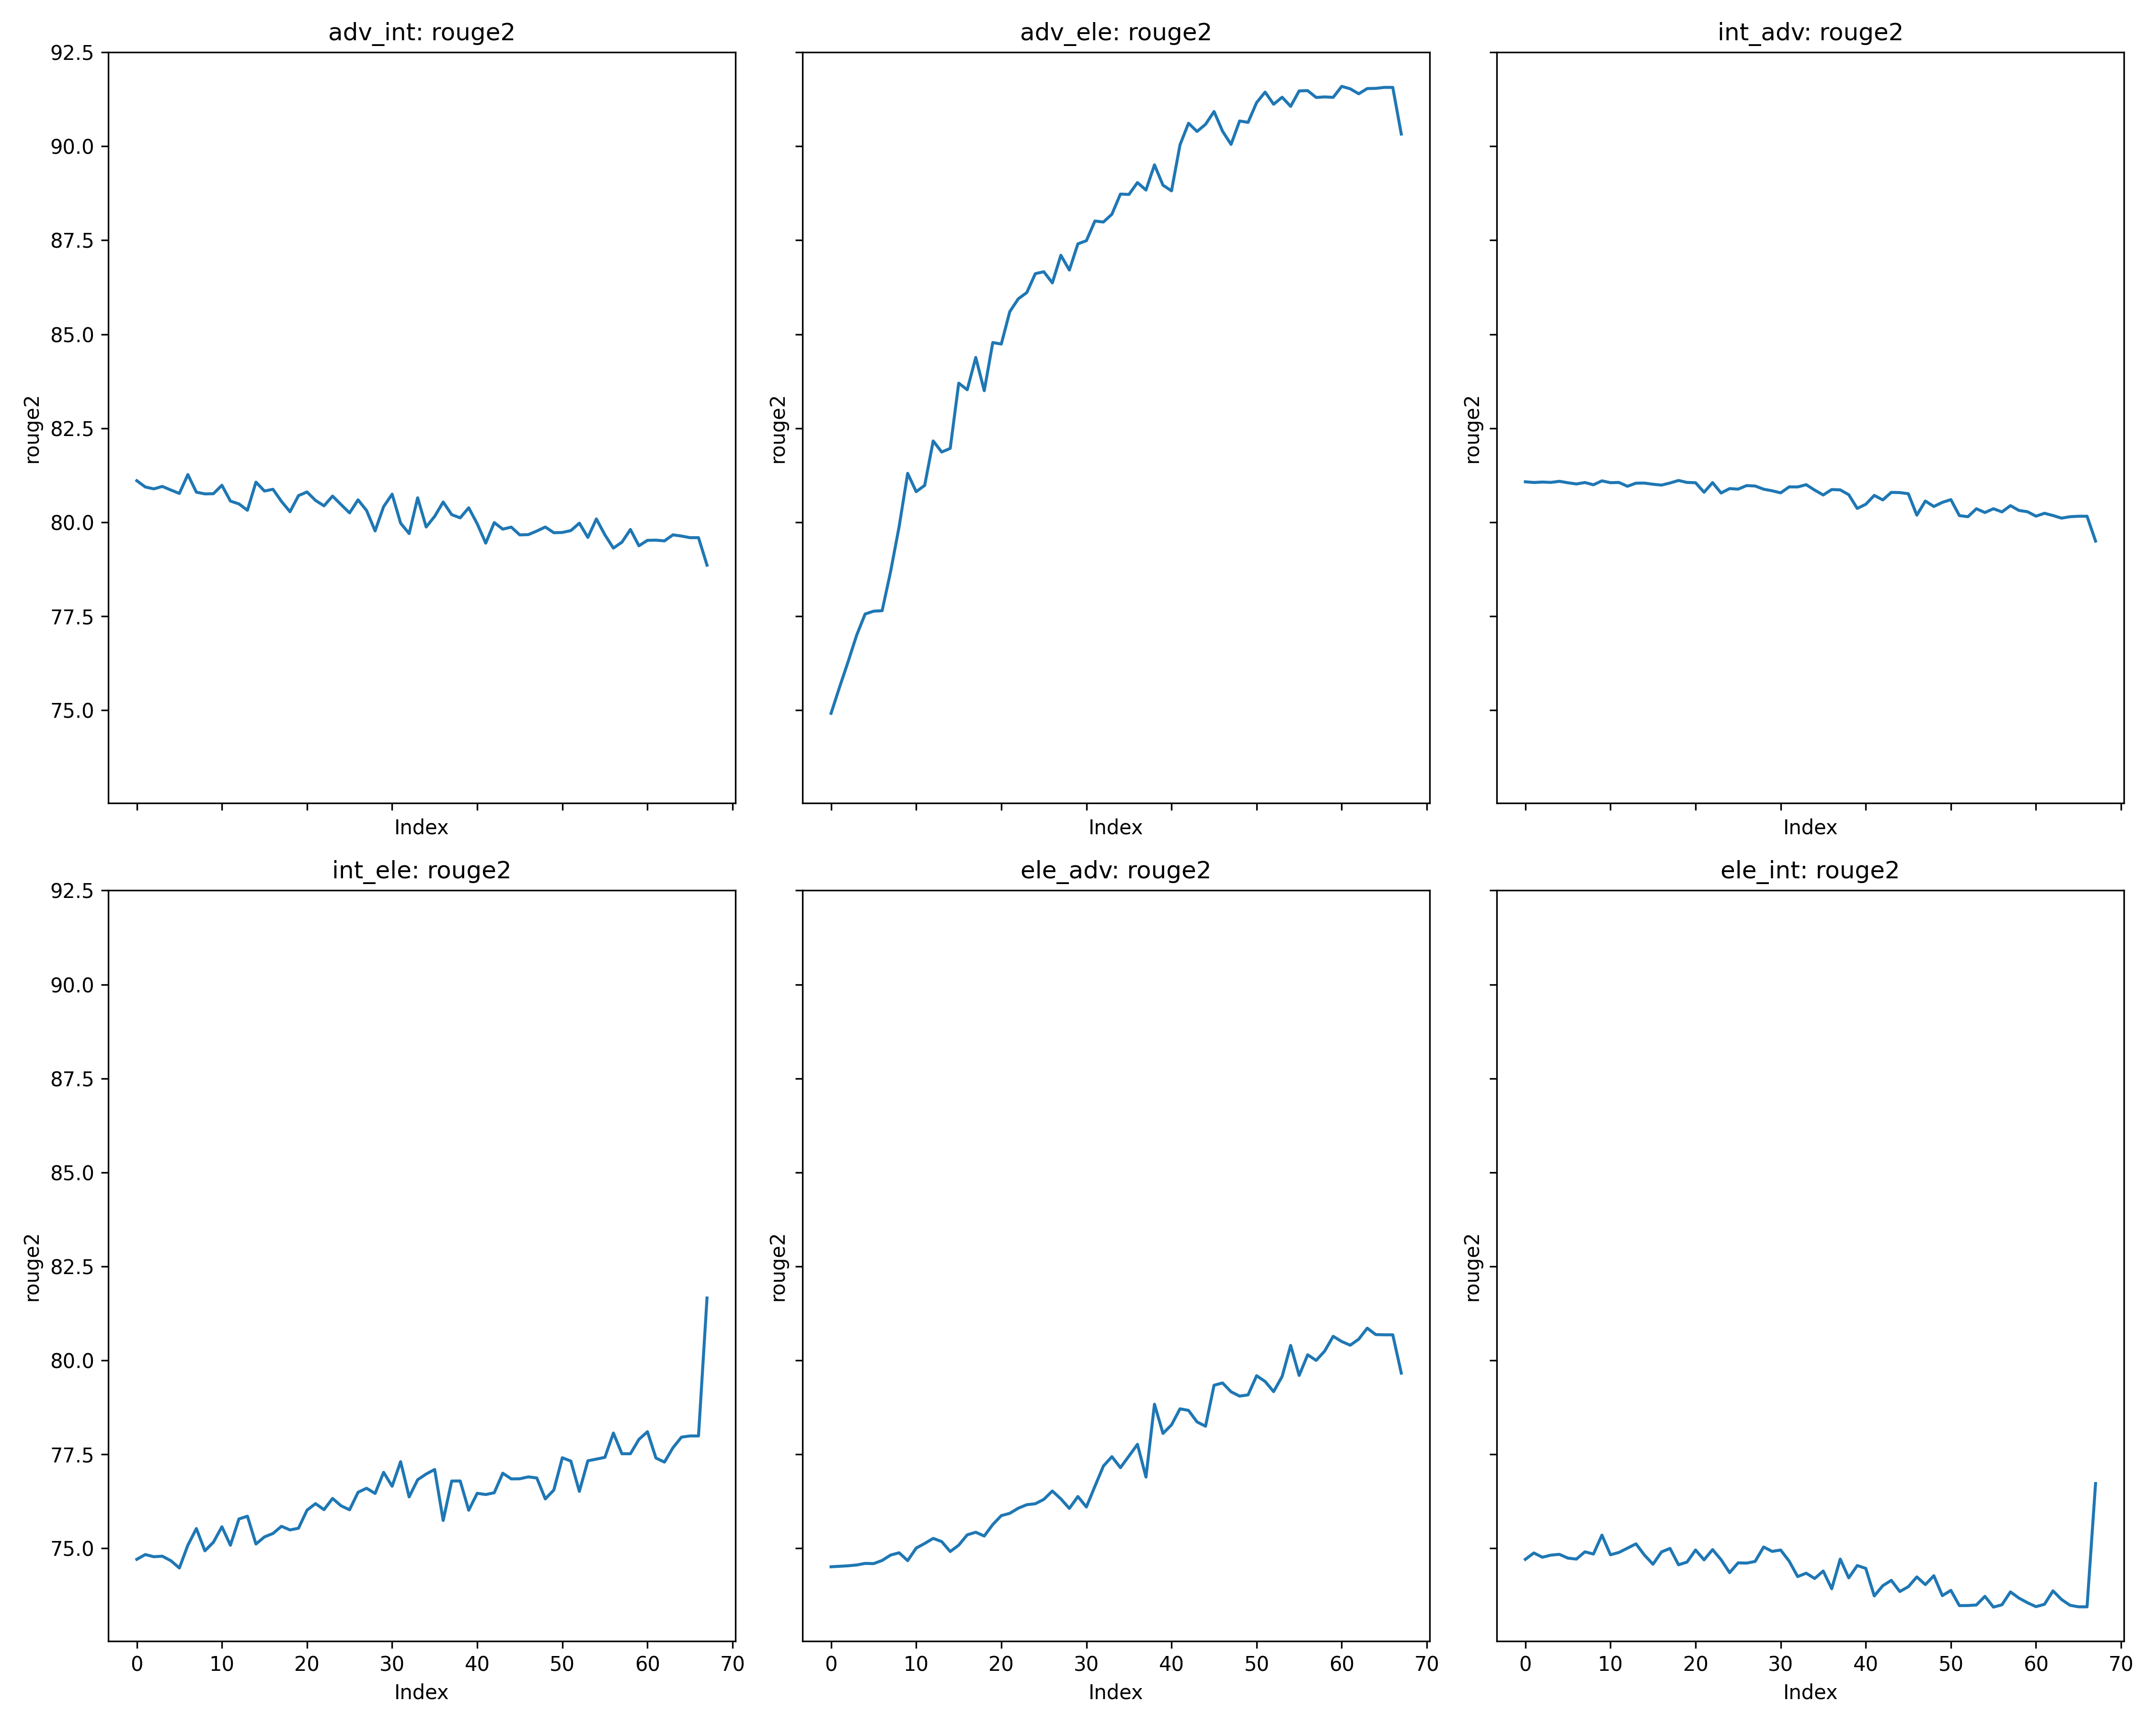 adv_int: rouge2
adv_ele: rouge2
int_adv: rouge2
92.5
90.0
87.5
85.0
82.5
80.0
77.5
75.0
rouge2
rouge2
rouge2
Index
Index
Index
int_ele: rouge2
ele_adv: rouge2
ele_int: rouge2
92.5
90.0
87.5
85.0
82.5
80.0
77.5
75.0
rouge2
rouge2
rouge2
0 10 20 30 40 50 60 70
0 10 20 30 40 50 60 70
0 10 20 30 40 50 60 70
Index
Index
Index